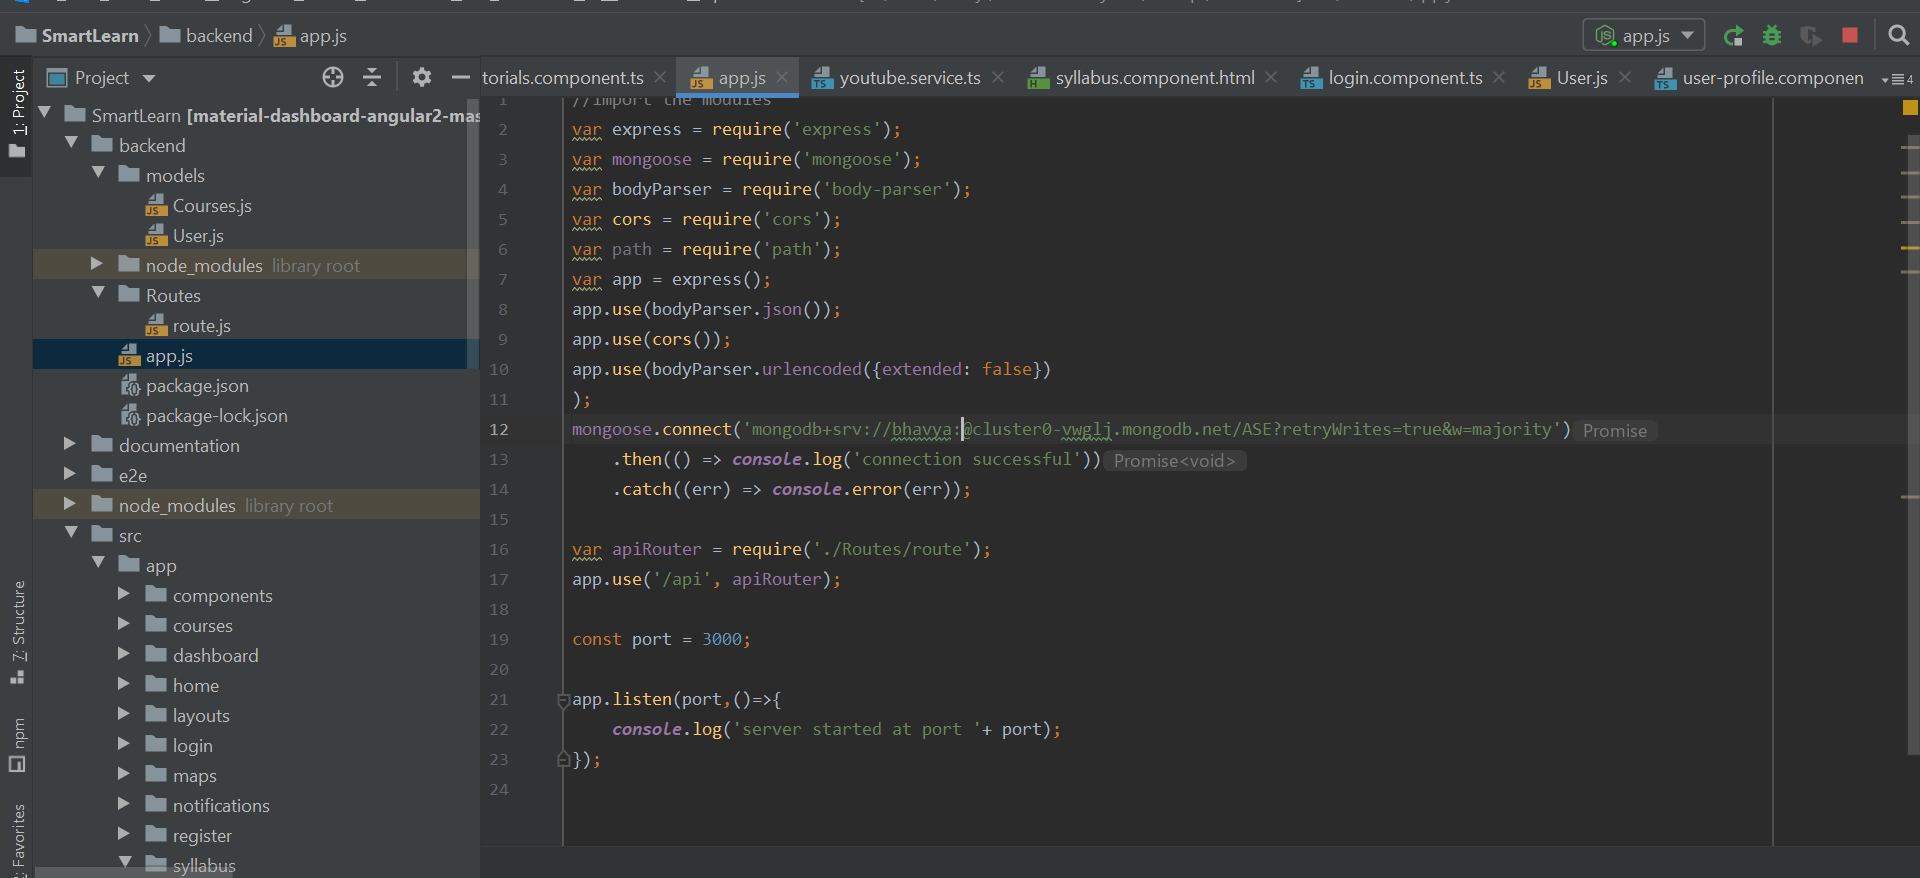 SmartLearn backend app.js
app.js
1: Project
Project
torials.component.ts app.js youtube.service.ts syllabus.component.html login.component.ts User.js user-profile.componen 4
SmartLearn [material-dashboard-angular2-mas
backend
models
Courses.js
User.js
node_modules library root
Routes
route.js
app.js
package.json
package-lock.json
documentation
e2e
node_modules library root
src
app
components
courses
dashboard
home
layouts
login
maps
notifications
register
syllabus
7: Structure
npm
Favorites
1 //import the modules
2 var express = require('express');
3 var mongoose = require('mongoose');
4 var bodyParser = require('body-parser');
5 var cors = require('cors');
6 var path = require('path');
7 var app = express();
8 app.use(bodyParser.json());
9 app.use(cors());
10 app.use(bodyParser.urlencoded({extended: false})
11 );
12 mongoose.connect('mongodb+srv://bhavya:@cluster0-vwglj.mongodb.net/ASE?retryWrites=true&w=majority') Promise
13 .then(() => console.log('connection successful')) Promise<void>
14 .catch((err) => console.error(err));
15
16 var apiRouter = require('./Routes/route');
17 app.use('/api', apiRouter);
18
19 const port = 3000;
20
21 app.listen(port,()=>{
22 console.log('server started at port '+ port);
23 });
24